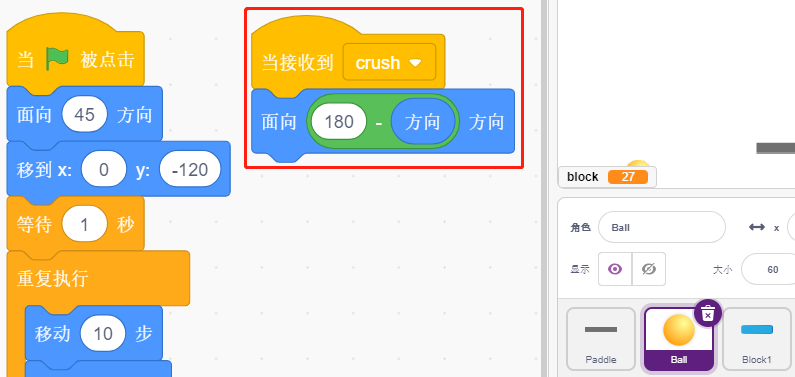 当 被点击
面向 45 方向
移到 x: 0 y: -120
等待 1 秒
重复执行
移动 10 步
当接收到 crush
面向 180 - 方向 方向
block 27
角色 Ball x
显示 大小 60
Paddle Ball Block1